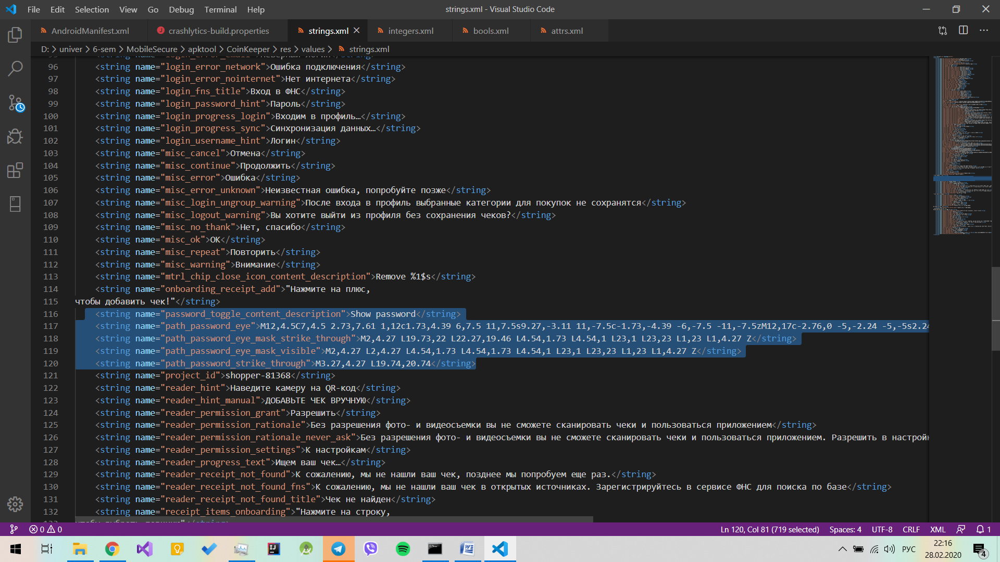 File Edit Selection View Go Debug Terminal Help
strings.xml - Visual Studio Code
AndroidManifest.xml crashlytics-build.properties strings.xml integers.xml bools.xml attrs.xml
D: > univer > 6-sem > MobileSecure > apktool > CoinKeeper > res > values > strings.xml
96 <string name="login_error_network">Ошибка подключения</string>
97 <string name="login_error_nointernet">Нет интернета</string>
98 <string name="login_fns_title">Вход в ФНС</string>
99 <string name="login_password_hint">Пароль</string>
100 <string name="login_progress_login">Входим в профиль…</string>
101 <string name="login_progress_sync">Синхронизация данных…</string>
102 <string name="login_username_hint">Логин</string>
103 <string name="misc_cancel">Отмена</string>
104 <string name="misc_continue">Продолжить</string>
105 <string name="misc_error">Ошибка</string>
106 <string name="misc_error_unknown">Неизвестная ошибка, попробуйте позже</string>
107 <string name="misc_login_ungroup_warning">После входа в профиль выбранные категории для покупок не сохранятся</string>
108 <string name="misc_logout_warning">Вы хотите выйти из профиля без сохранения чеков?</string>
109 <string name="misc_no_thank">Нет, спасибо</string>
110 <string name="misc_ok">ОК</string>
111 <string name="misc_repeat">Повторить</string>
112 <string name="misc_warning">Внимание</string>
113 <string name="mtrl_chip_close_icon_content_description">Remove %1$s</string>
114 <string name="onboarding_receipt_add">"Нажмите на плюс,
115 чтобы добавить чек!"</string>
116 <string name="password_toggle_content_description">Show password</string>
117 <string name="path_password_eye">M12,4.5C7,4.5 2.73,7.61 1,12c1.73,4.39 6,7.5 11,7.5s9.27,-3.11 11,-7.5c-1.73,-4.39 -6,-7.5 -11,-7.5zM12,17c-2.76,0 -5,-2.24 -5,-5s2.24
118 <string name="path_password_eye_mask_strike_through">M2,4.27 L19.73,22 L22.27,19.46 L4.54,1.73 L4.54,1 L23,1 L23,23 L1,23 L1,4.27 Z</string>
119 <string name="path_password_eye_mask_visible">M2,4.27 L2,4.27 L4.54,1.73 L4.54,1.73 L4.54,1 L23,1 L23,23 L1,23 L1,4.27 Z</string>
120 <string name="path_password_strike_through">M3.27,4.27 L19.74,20.74</string>
121 <string name="project_id">shopper-81368</string>
122 <string name="reader_hint">Наведите камеру на QR-код</string>
123 <string name="reader_hint_manual">ДОБАВЬТЕ ЧЕК ВРУЧНУЮ</string>
124 <string name="reader_permission_grant">Разрешить</string>
125 <string name="reader_permission_rationale">Без разрешения фото- и видеосъемки вы не сможете сканировать чеки и пользоваться приложением</string>
126 <string name="reader_permission_rationale_never_ask">Без разрешения фото- и видеосъемки вы не сможете сканировать чеки и пользоваться приложением. Разрешить в настройк
127 <string name="reader_permission_settings">К настройкам</string>
128 <string name="reader_progress_text">Ищем ваш чек…</string>
129 <string name="reader_receipt_not_found">К сожалению, мы не нашли ваш чек, позднее мы попробуем еще раз.</string>
130 <string name="reader_receipt_not_found_fns">К сожалению, мы не нашли ваш чек в открытых источниках. Зарегистрируйтесь в сервисе ФНС для поиска по базе</string>
131 <string name="reader_receipt_not_found_title">Чек не найден</string>
132 <string name="receipt_items_onboarding">"Нажмите на строку,
0 0 Ln 120, Col 81 (719 selected) Spaces: 4 UTF-8 CRLF XML 1
РУС 22:16
28.02.2020 4